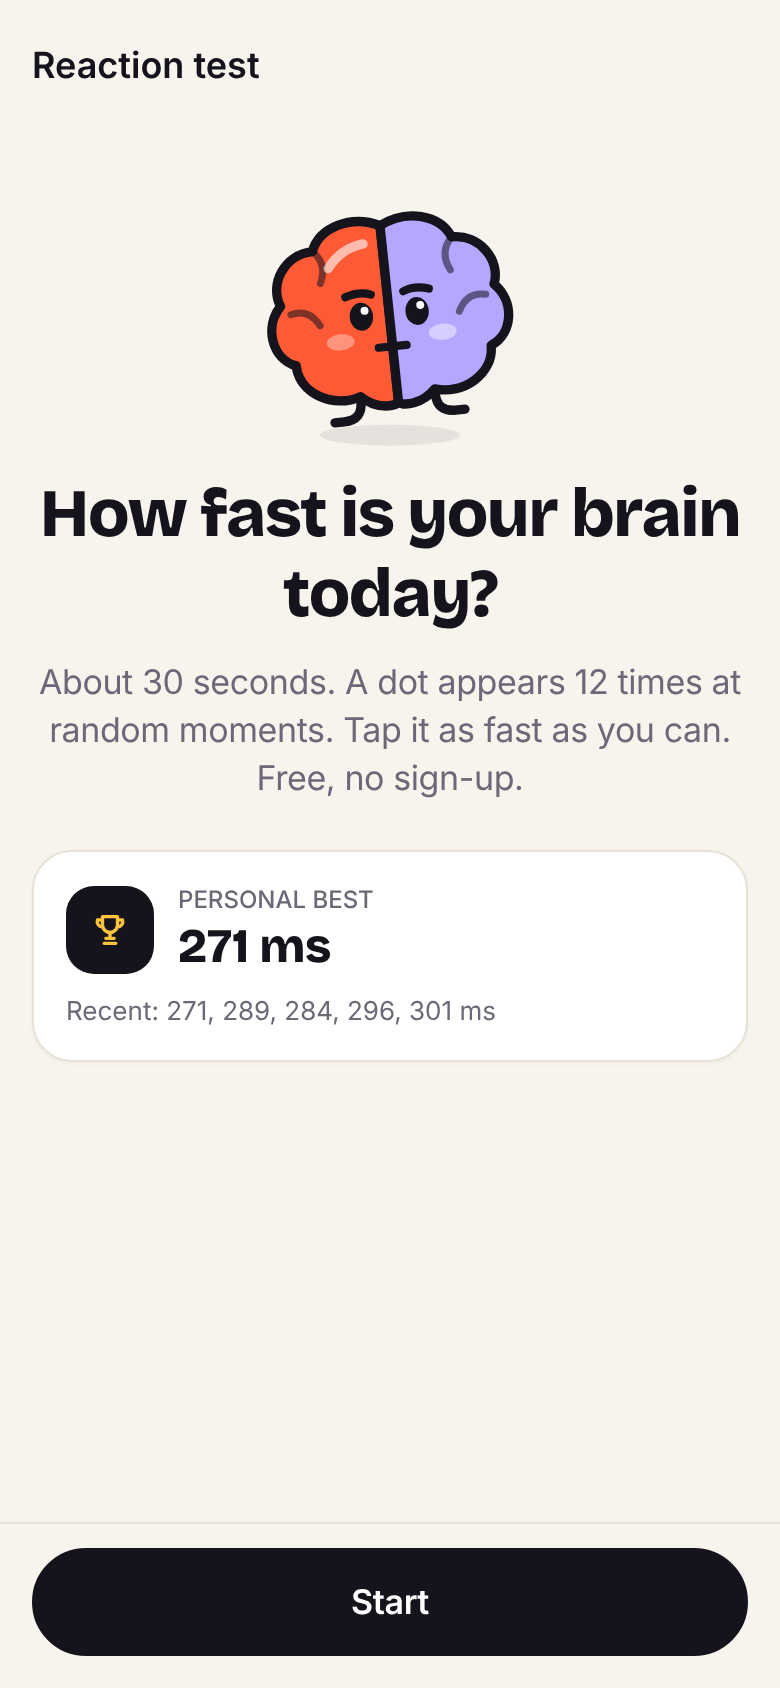 Reaction test
How fast is your brain
today?
About 30 seconds. A dot appears 12 times at
random moments. Tap it as fast as you can.
Free, no sign-up.
PERSONAL BEST
271 ms
Recent: 271, 289, 284, 296, 301 ms
Start